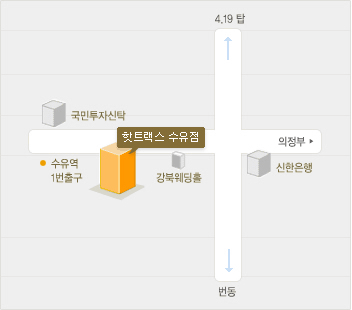 4.19 탑
국민투자신탁
핫트랙스 수유점
의정부 ▶
수유역
1번출구
강북웨딩홀
신한은행
번동